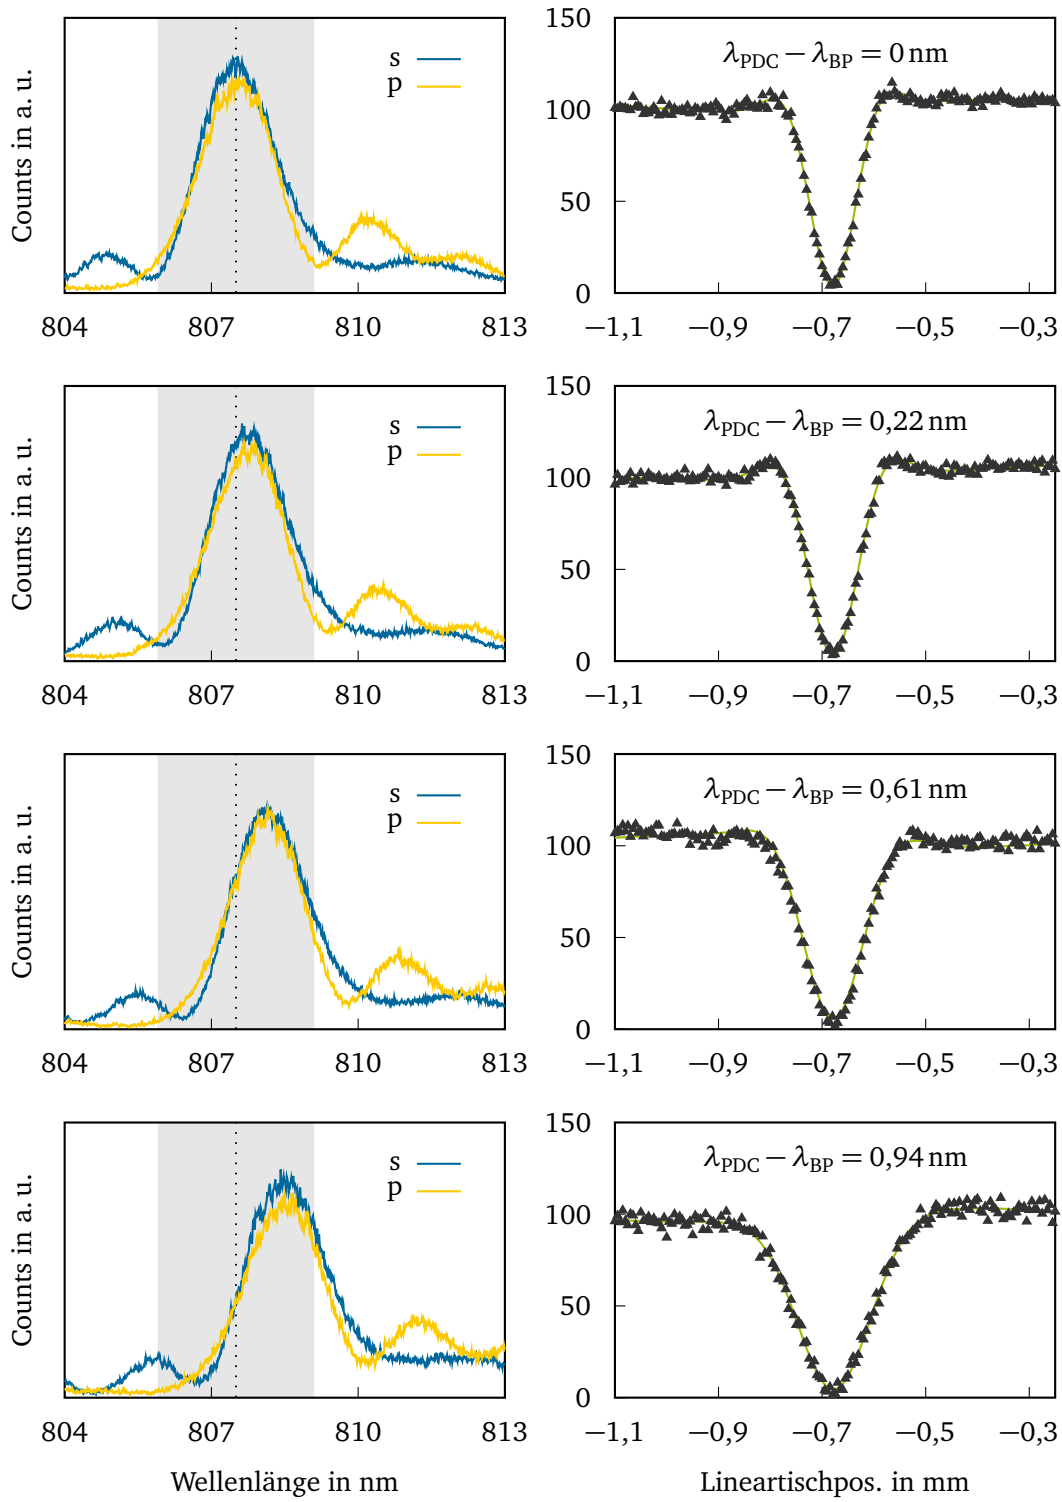 Counts in a. u.
s
p
804 807 810 813
150
100
50
0
λPDC − λBP = 0 nm
−1,1 −0,9 −0,7 −0,5 −0,3
Counts in a. u.
s
p
804 807 810 813
150
100
50
0
λPDC − λBP = 0,22 nm
−1,1 −0,9 −0,7 −0,5 −0,3
Counts in a. u.
s
p
804 807 810 813
150
100
50
0
λPDC − λBP = 0,61 nm
−1,1 −0,9 −0,7 −0,5 −0,3
Counts in a. u.
s
p
804 807 810 813
Wellenlänge in nm
150
100
50
0
λPDC − λBP = 0,94 nm
−1,1 −0,9 −0,7 −0,5 −0,3
Lineartischpos. in mm